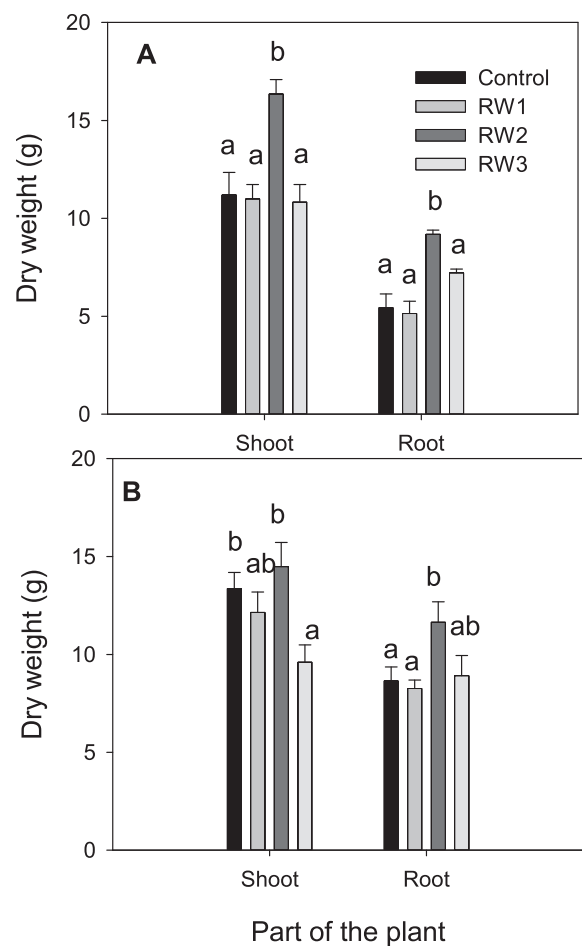 20
A
b
Control
RW1
RW2
RW3
15
a
a
a
Dry weight (g)
10
b
a
a
a
5
0
Shoot
Root
20
B
b
ab
b
15
a
b
ab
a
a
Dry weight (g)
10
5
0
Shoot
Root
Part of the plant